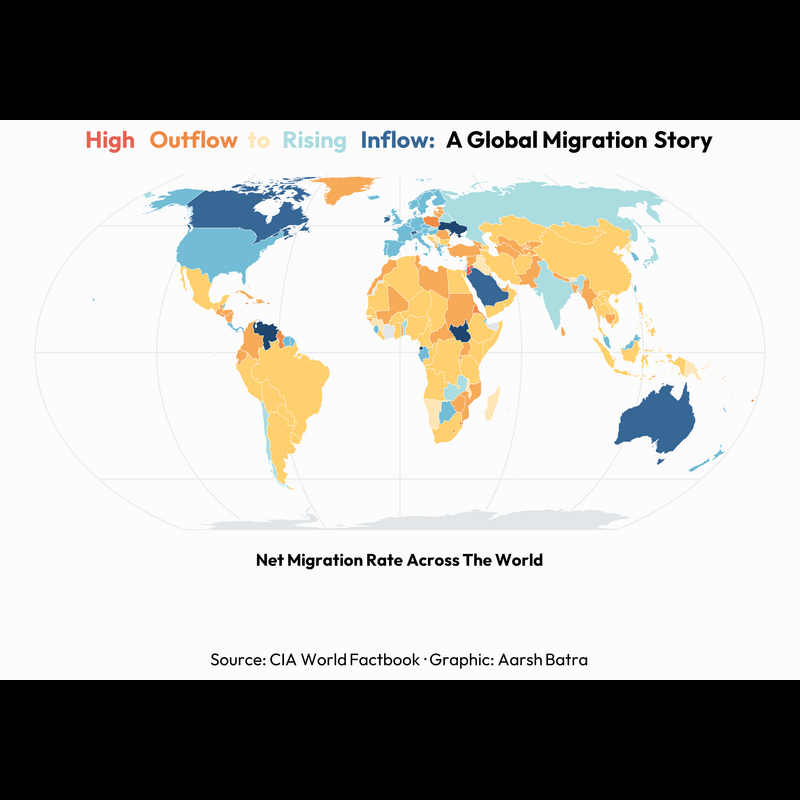 High Outflow to Rising Inflow: A Global Migration Story
Net Migration Rate Across The World
Source: CIA World Factbook · Graphic: Aarsh Batra